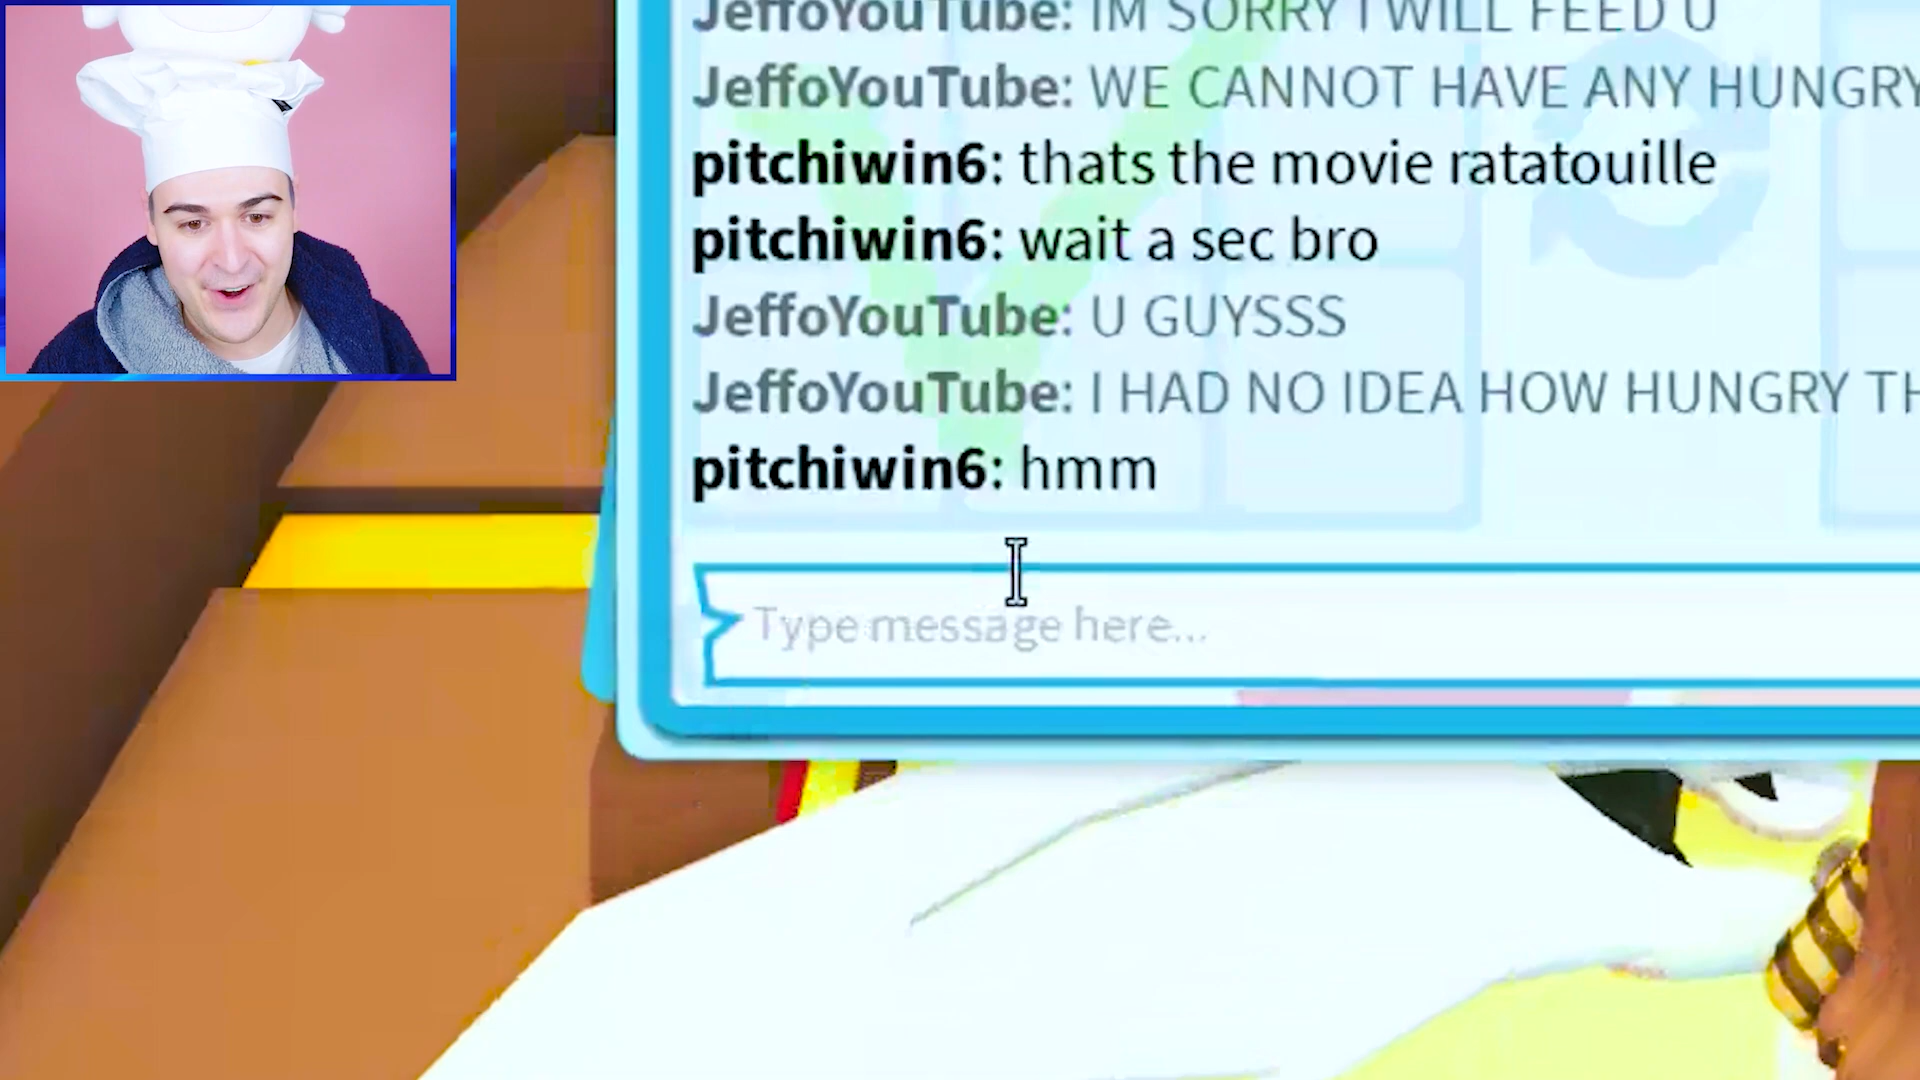 JeffoYouTube: IM SORRY I WILL FEED U
JeffoYouTube: WE CANNOT HAVE ANY HUNGRY
pitchiwin6: thats the movie ratatouille
pitchiwin6: wait a sec bro
JeffoYouTube: U GUYSSS
JeffoYouTube: I HAD NO IDEA HOW HUNGRY TH
pitchiwin6: hmm
Type message here...